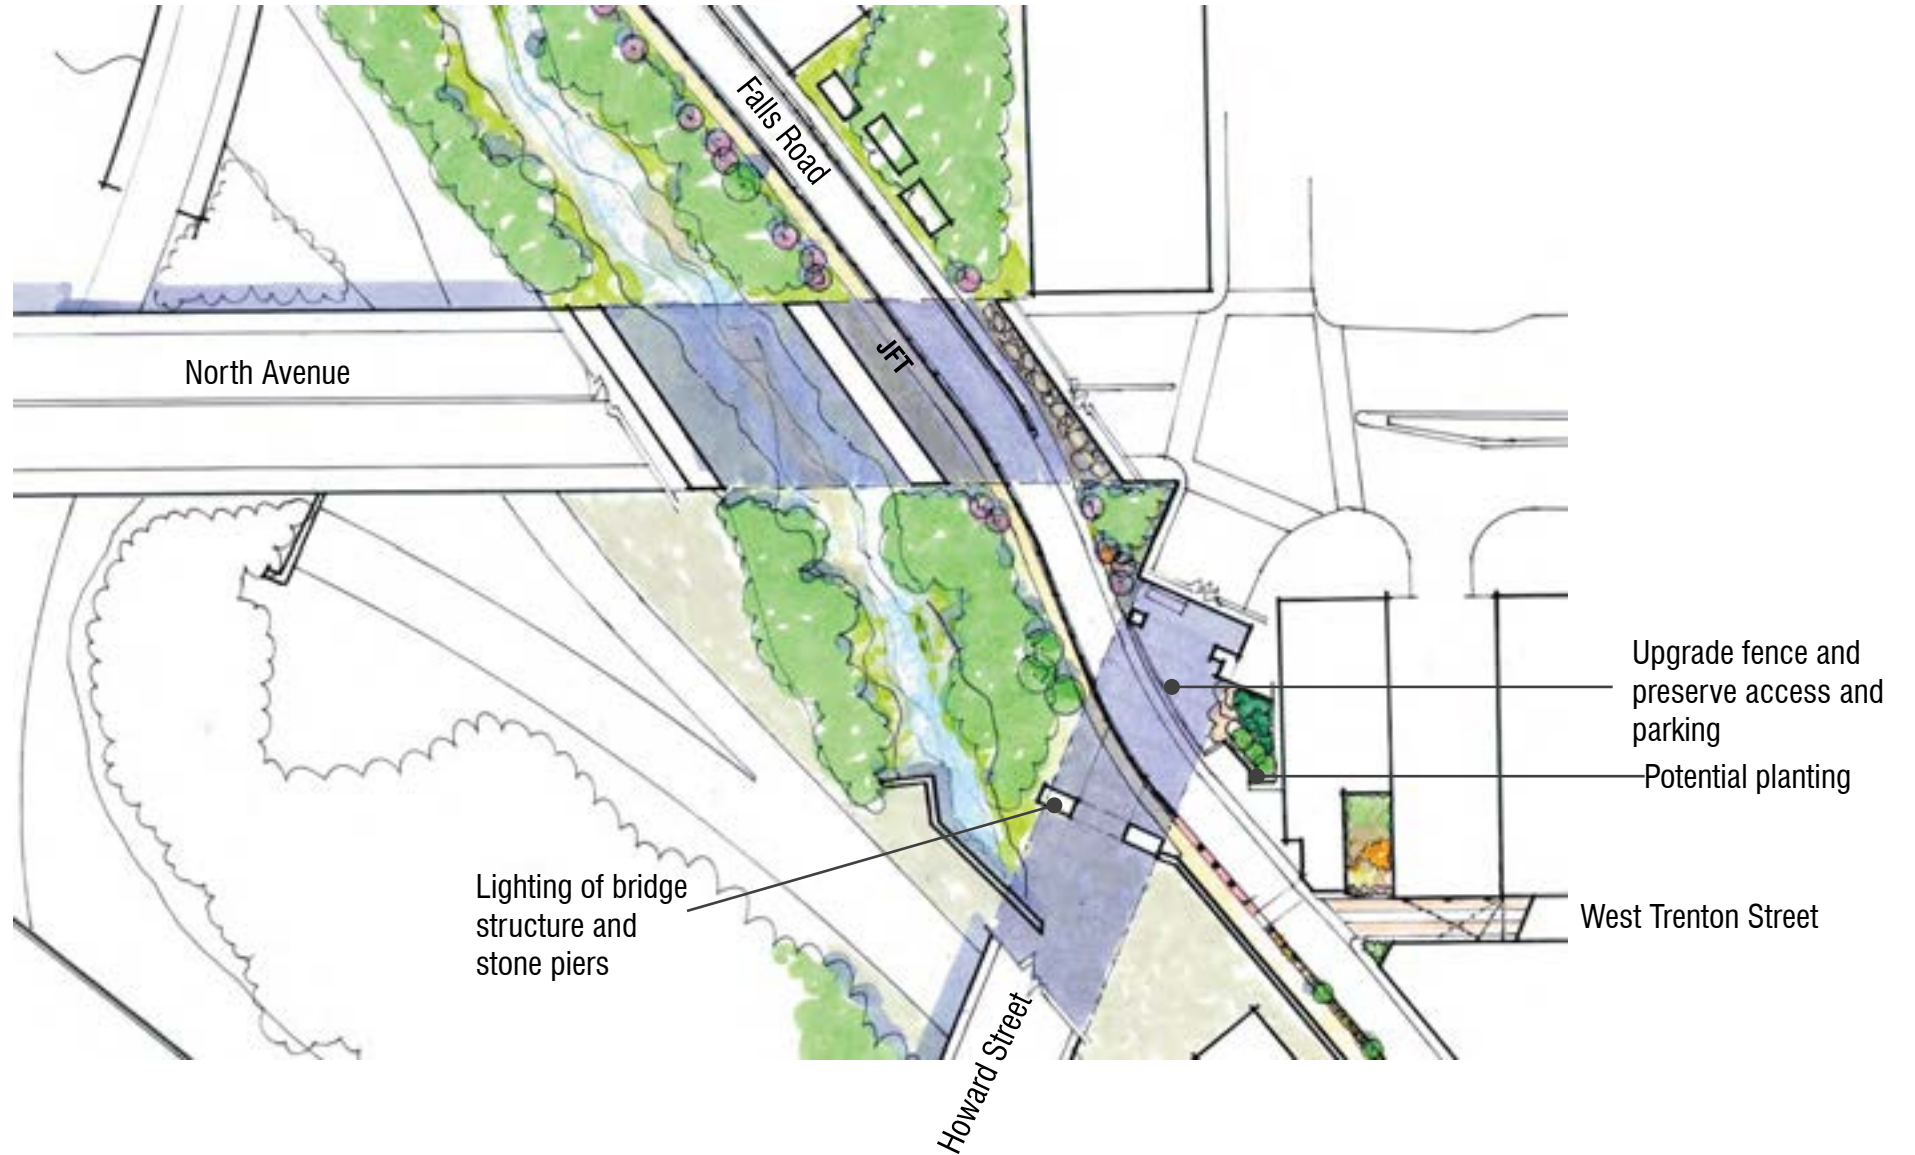 Falls Road
JFT
North Avenue
Upgrade fence and
preserve access and
parking
Potential planting
Lighting of bridge
structure and
stone piers
West Trenton Street
Howard Street